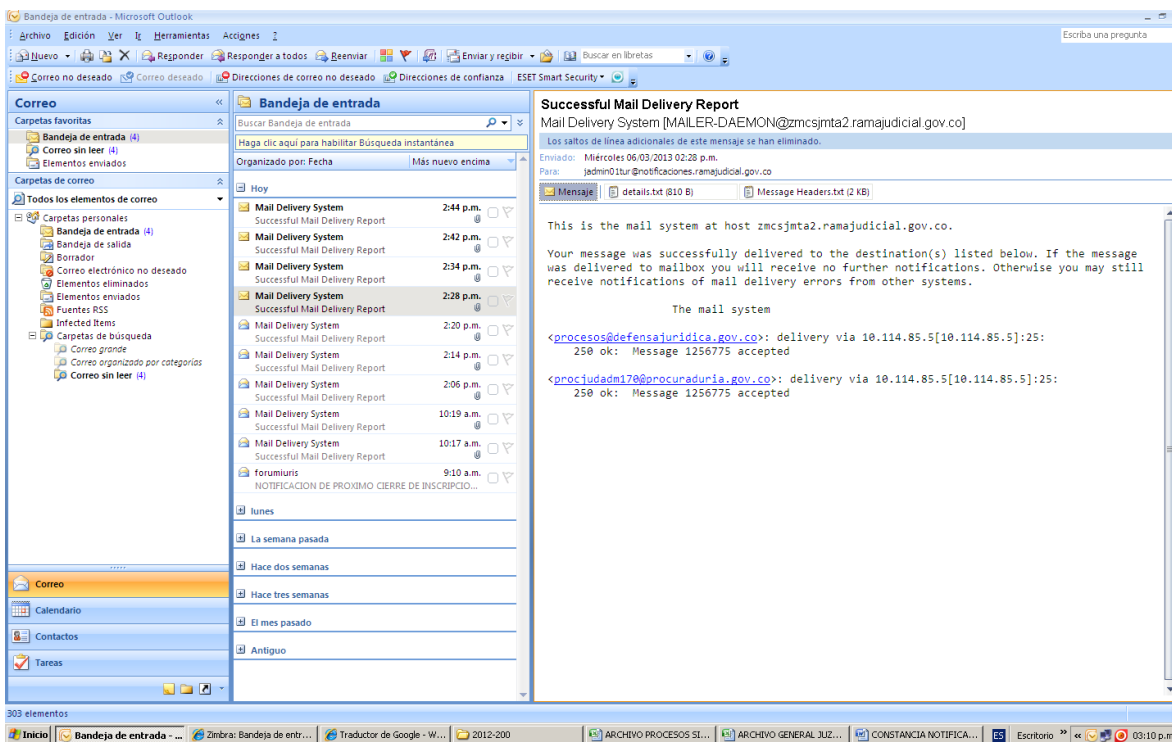 Bandeja de entrada - Microsoft Outlook
Archivo Edición Ver Ir Herramientas Acciones ?
Escriba una pregunta
Nuevo Responder Responder a todos Reenviar Enviar y recibir Buscar en libretas
Correo no deseado Correo deseado Direcciones de correo no deseado Direcciones de confianza ESET Smart Security
Correo «
Carpetas favoritas
Bandeja de entrada (4)
Correo sin leer (4)
Elementos enviados
Carpetas de correo
Todos los elementos de correo
Carpetas personales
Bandeja de entrada (4)
Bandeja de salida
Borrador
Correo electrónico no deseado
Elementos eliminados
Elementos enviados
Fuentes RSS
Infected Items
Carpetas de búsqueda
Correo grande
Correo organizado por categorías
Correo sin leer (4)
Correo
Calendario
Contactos
Tareas
Bandeja de entrada
Buscar Bandeja de entrada
Haga clic aquí para habilitar Búsqueda instantánea
Organizado por: Fecha Más nuevo encima
Hoy
Mail Delivery System 2:44 p.m.
Successful Mail Delivery Report
Mail Delivery System 2:42 p.m.
Successful Mail Delivery Report
Mail Delivery System 2:34 p.m.
Successful Mail Delivery Report
Mail Delivery System 2:28 p.m.
Successful Mail Delivery Report
Mail Delivery System 2:20 p.m.
Successful Mail Delivery Report
Mail Delivery System 2:14 p.m.
Successful Mail Delivery Report
Mail Delivery System 2:06 p.m.
Successful Mail Delivery Report
Mail Delivery System 10:19 a.m.
Successful Mail Delivery Report
Mail Delivery System 10:17 a.m.
Successful Mail Delivery Report
forumiuris 9:10 a.m.
NOTIFICACION DE PROXIMO CIERRE DE INSCRIPCIO...
lunes
La semana pasada
Hace dos semanas
Hace tres semanas
El mes pasado
Antiguo
Successful Mail Delivery Report
Mail Delivery System [MAILER-DAEMON@zmcsjmta2.ramajudicial.gov.co]
Los saltos de línea adicionales de este mensaje se han eliminado.
Enviado: Miércoles 06/03/2013 02:28 p.m.
Para: jadmin01tur@notificaciones.ramajudicial.gov.co
Mensaje details.txt (810 B) Message Headers.txt (2 KB)
This is the mail system at host zmcsjmta2.ramajudicial.gov.co.
Your message was successfully delivered to the destination(s) listed below. If the message
was delivered to mailbox you will receive no further notifications. Otherwise you may still
receive notifications of mail delivery errors from other systems.
The mail system
<procesos@defensajuridica.gov.co>: delivery via 10.114.85.5[10.114.85.5]:25:
250 ok: Message 1256775 accepted
<procjudadm170@procuraduria.gov.co>: delivery via 10.114.85.5[10.114.85.5]:25:
250 ok: Message 1256775 accepted
303 elementos
Inicio Bandeja de entrada - ... Zimbra: Bandeja de entr... Traductor de Google - W... 2012-200 ARCHIVO PROCESOS SI... ARCHIVO GENERAL JUZ... CONSTANCIA NOTIFICA... ES Escritorio » « 03:10 p.m.